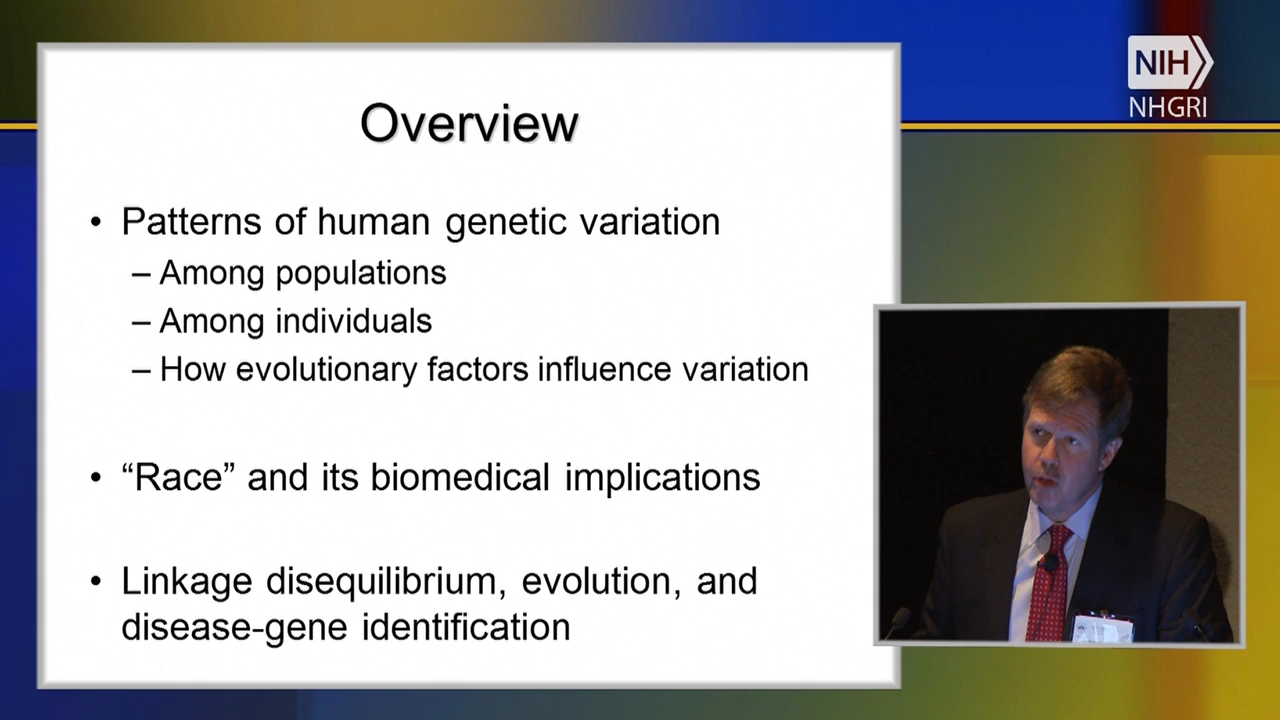 NIH
NHGRI
Overview
• Patterns of human genetic variation
– Among populations
– Among individuals
– How evolutionary factors influence variation
• “Race” and its biomedical implications
• Linkage disequilibrium, evolution, and
disease-gene identification